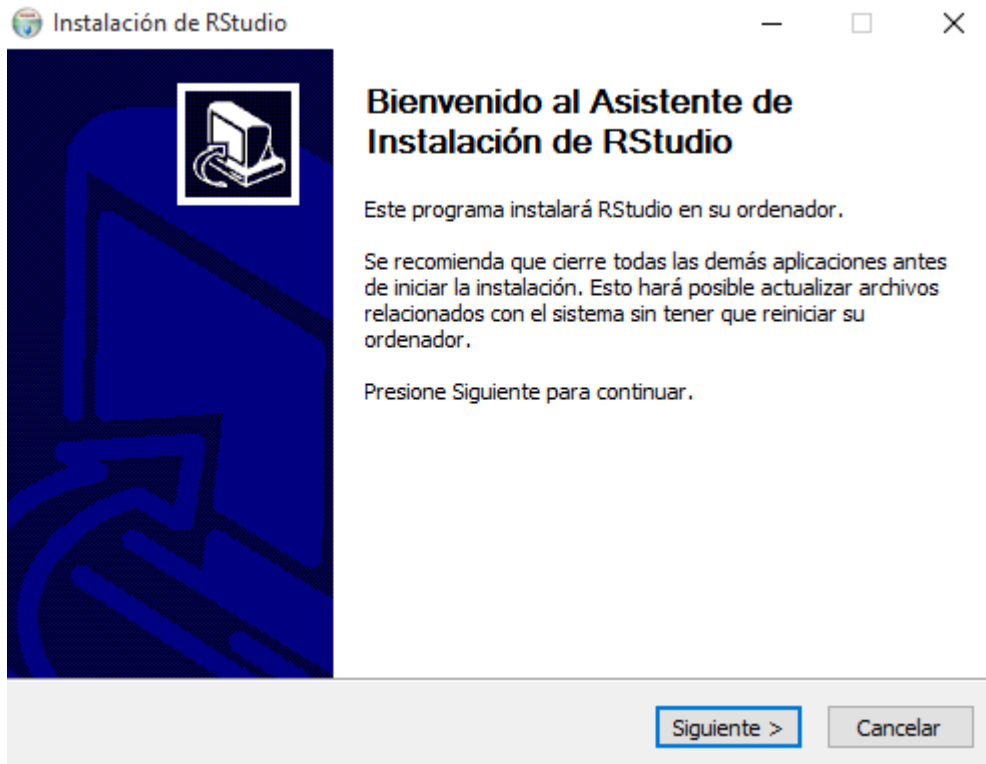 Instalación de RStudio
Bienvenido al Asistente de
Instalación de RStudio
Este programa instalará RStudio en su ordenador.
Se recomienda que cierre todas las demás aplicaciones antes
de iniciar la instalación. Esto hará posible actualizar archivos
relacionados con el sistema sin tener que reiniciar su
ordenador.
Presione Siguiente para continuar.
Siguiente >
Cancelar